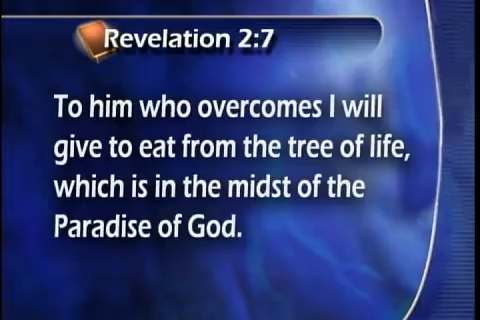 Revelation 2:7
To him who overcomes I will
give to eat from the tree of life,
which is in the midst of the
Paradise of God.